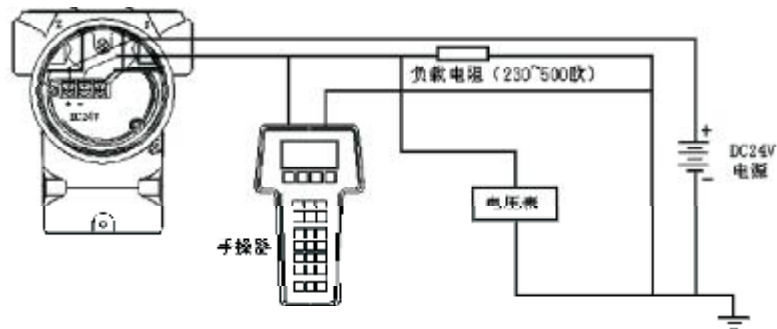 + -
DC24V
负载电阻（230~500欧）
+
DC24V
电源
-
电压表
手操器